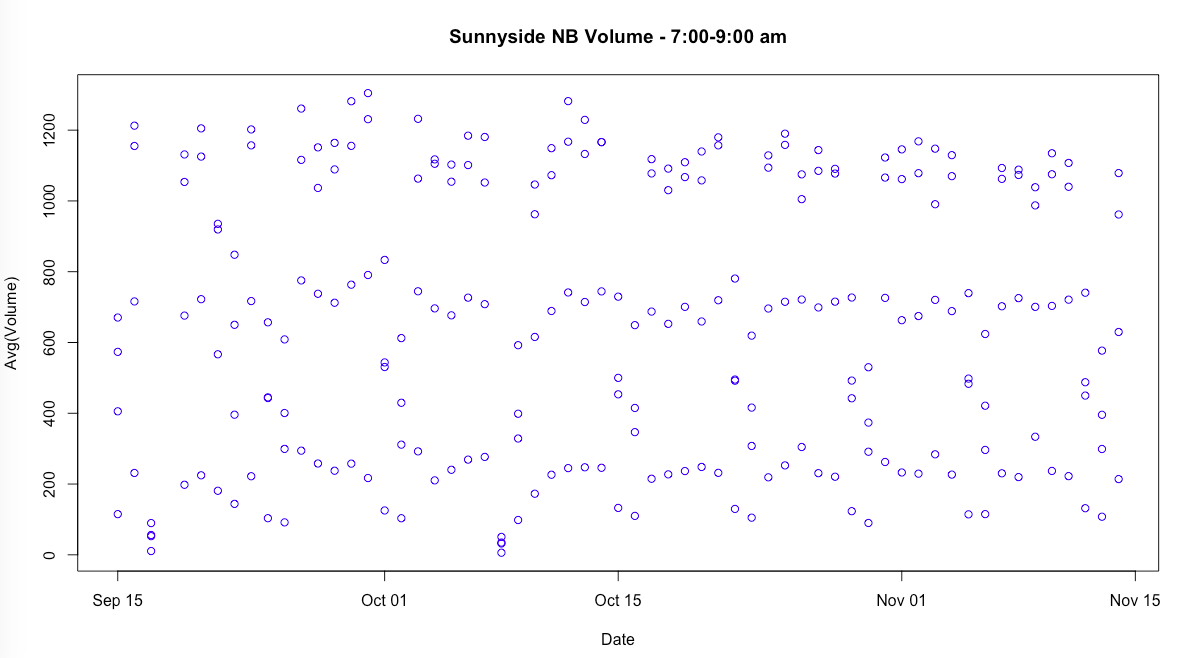 Sunnyside NB Volume - 7:00-9:00 am
Avg(Volume)
1200
1000
800
600
400
200
0
Sep 15
Oct 01
Oct 15
Nov 01
Nov 15
Date